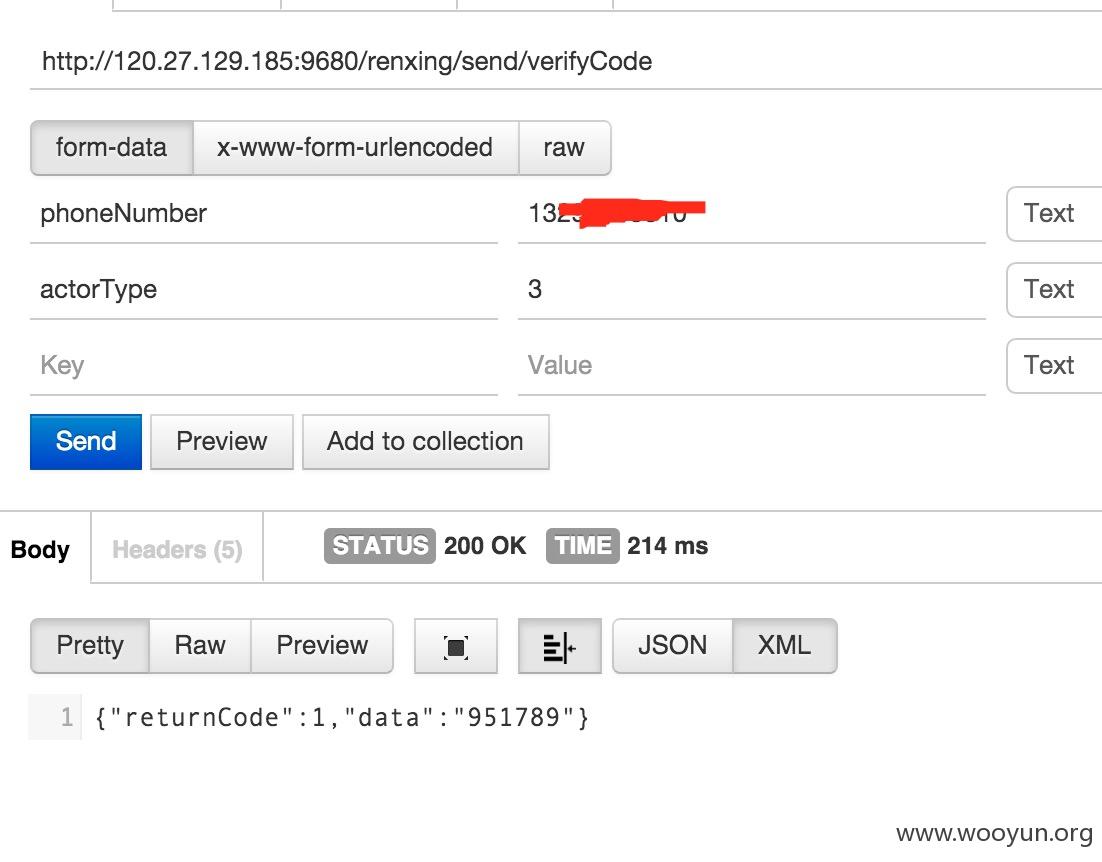 http://120.27.129.185:9680/renxing/send/verifyCode
form-data x-www-form-urlencoded raw
phoneNumber Text
actorType 3 Text
Key Value Text
Send Preview Add to collection
Body Headers (5) STATUS 200 OK TIME 214 ms
Pretty Raw Preview JSON XML
1 {"returnCode":1,"data":"951789"}
www.wooyun.org